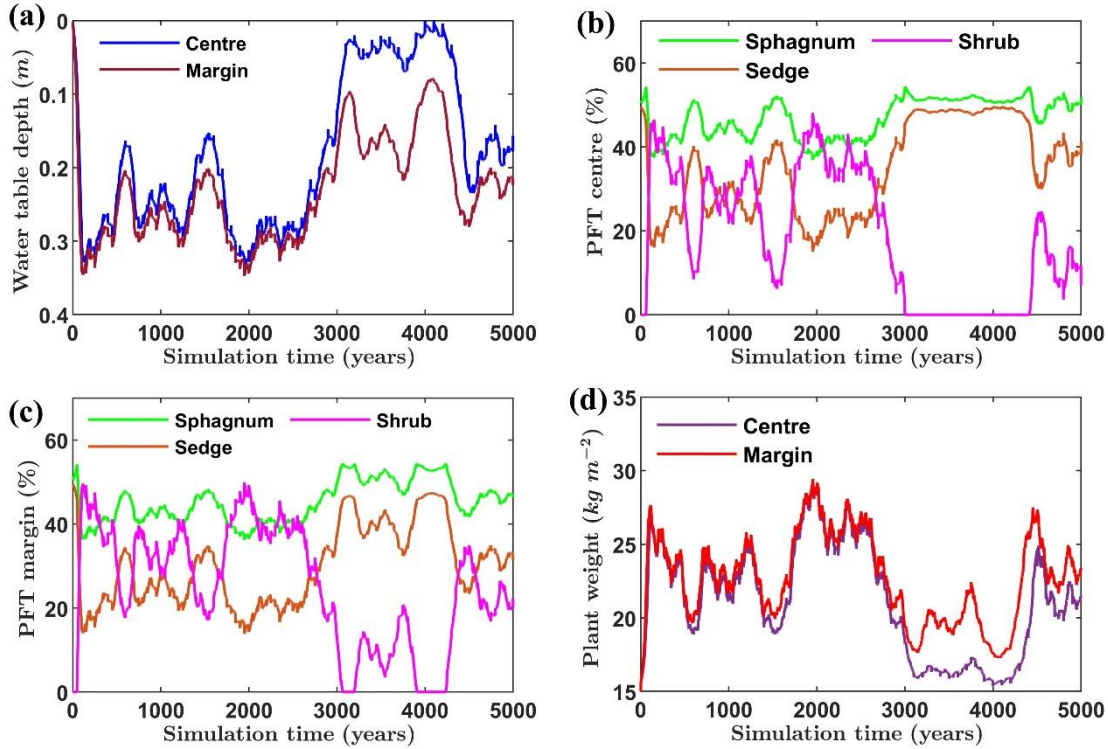 (a)
Water table depth (m)
0
0.1
0.2
0.3
0.4
Centre
Margin
0 1000 2000 3000 4000 5000
Simulation time (years)
(b)
PFT centre (%)
60
40
20
0
Sphagnum Shrub
Sedge
0 1000 2000 3000 4000 5000
Simulation time (years)
(c)
PFT margin (%)
60
40
20
0
Sphagnum Shrub
Sedge
0 1000 2000 3000 4000 5000
Simulation time (years)
(d)
Plant weight (kg m⁻²)
35
30
25
20
15
Centre
Margin
0 1000 2000 3000 4000 5000
Simulation time (years)